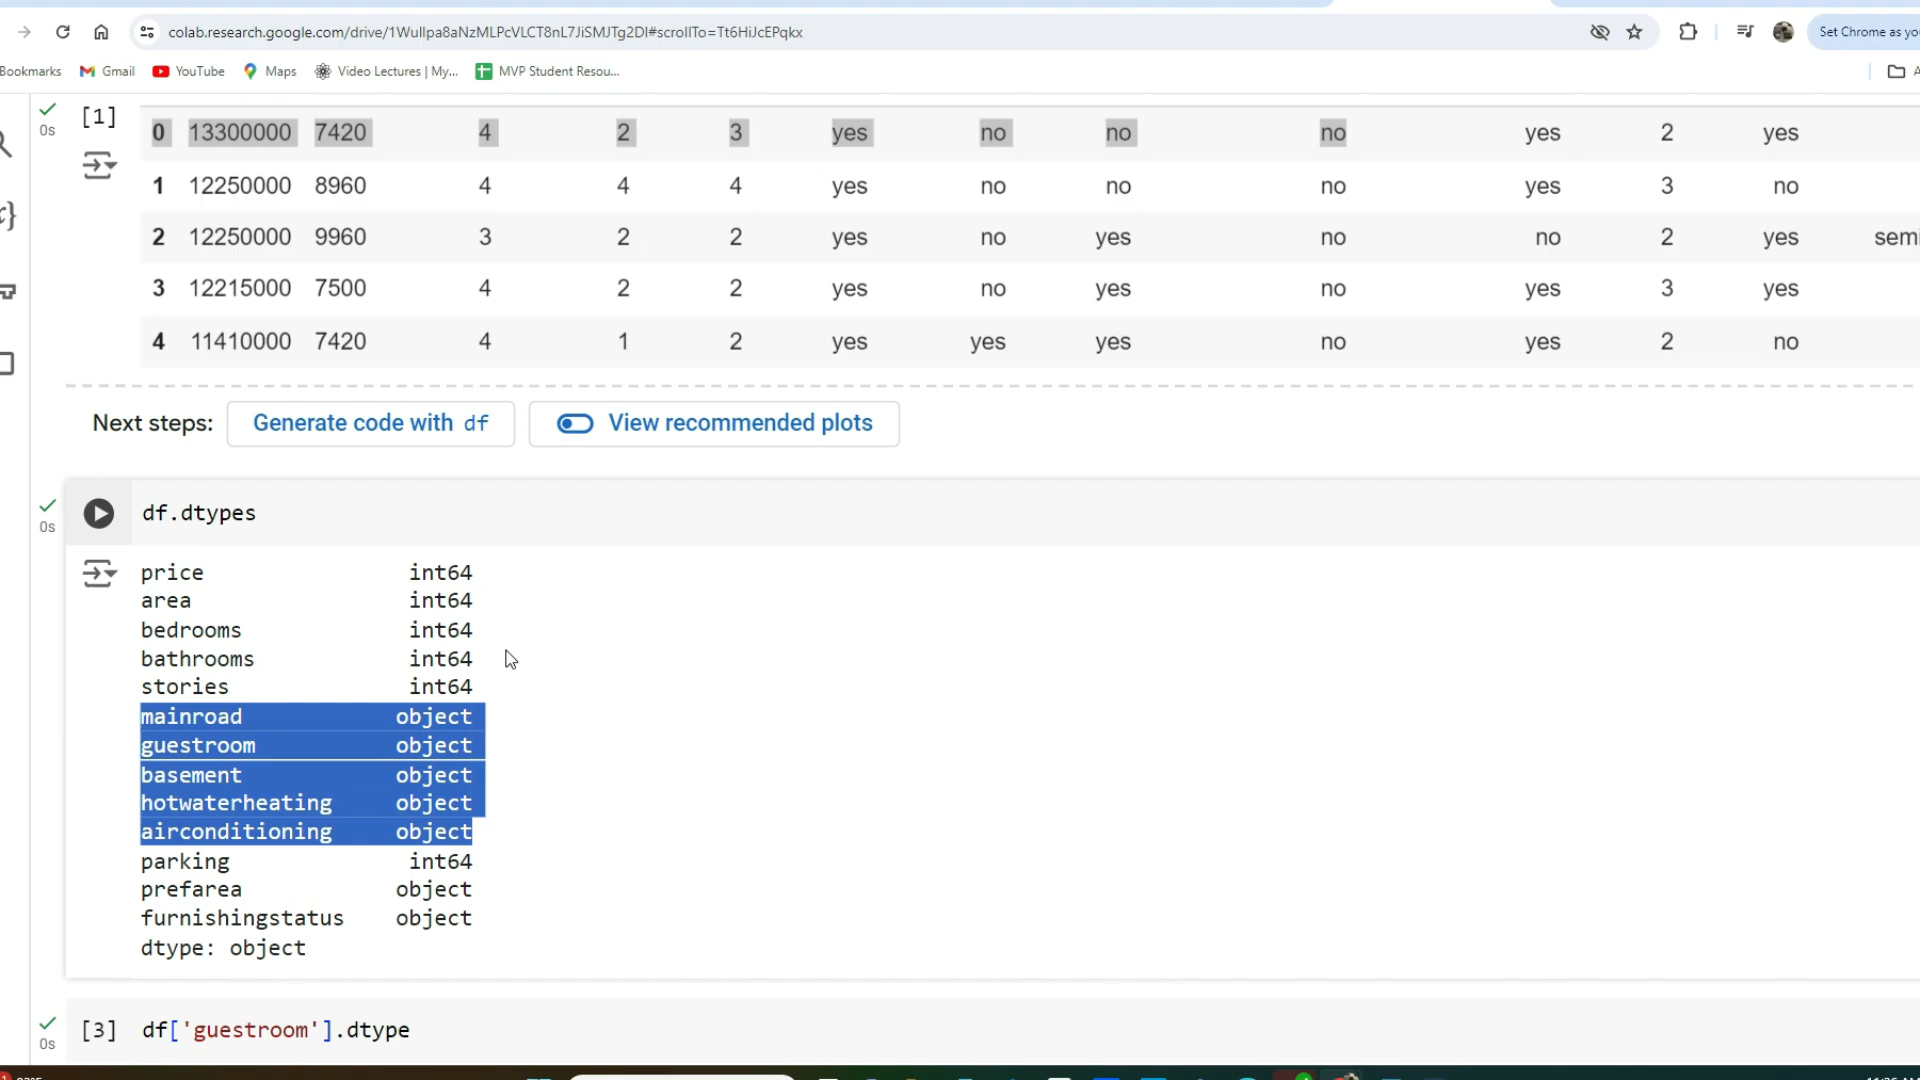 colab.research.google.com/drive/1Wullpa8aNzMLPcVLCT8nL7JiSMJTg2DI#scrollTo=Tt6HiJcEPqkx
Set Chrome as you
Bookmarks Gmail YouTube Maps Video Lectures | My... MVP Student Resou...
[1] 0 13300000 7420 4 2 3 yes no no no yes 2 yes
0s
1 12250000 8960 4 4 4 yes no no no yes 3 no
2 12250000 9960 3 2 2 yes no yes no no 2 yes semi
3 12215000 7500 4 2 2 yes no yes no yes 3 yes
4 11410000 7420 4 1 2 yes yes yes no yes 2 no
Next steps: Generate code with df View recommended plots
df.dtypes
0s
price int64
area int64
bedrooms int64
bathrooms int64
stories int64
mainroad object
guestroom object
basement object
hotwaterheating object
airconditioning object
parking int64
prefarea object
furnishingstatus object
dtype: object
[3] df['guestroom'].dtype
0s